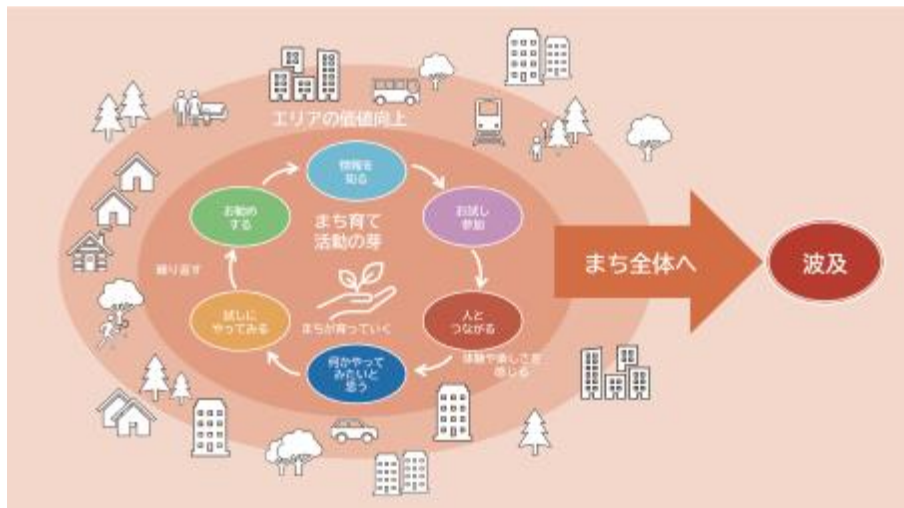 エリアの価値向上
情報を
知る
お試し
参加
人と
つながる
体験や楽しさを
感じる
何かやって
みたいと
思う
試しに
やってみる
繰り返す
お勧め
する
まち育て
活動の芽
まちが育っていく
まち全体へ
波及